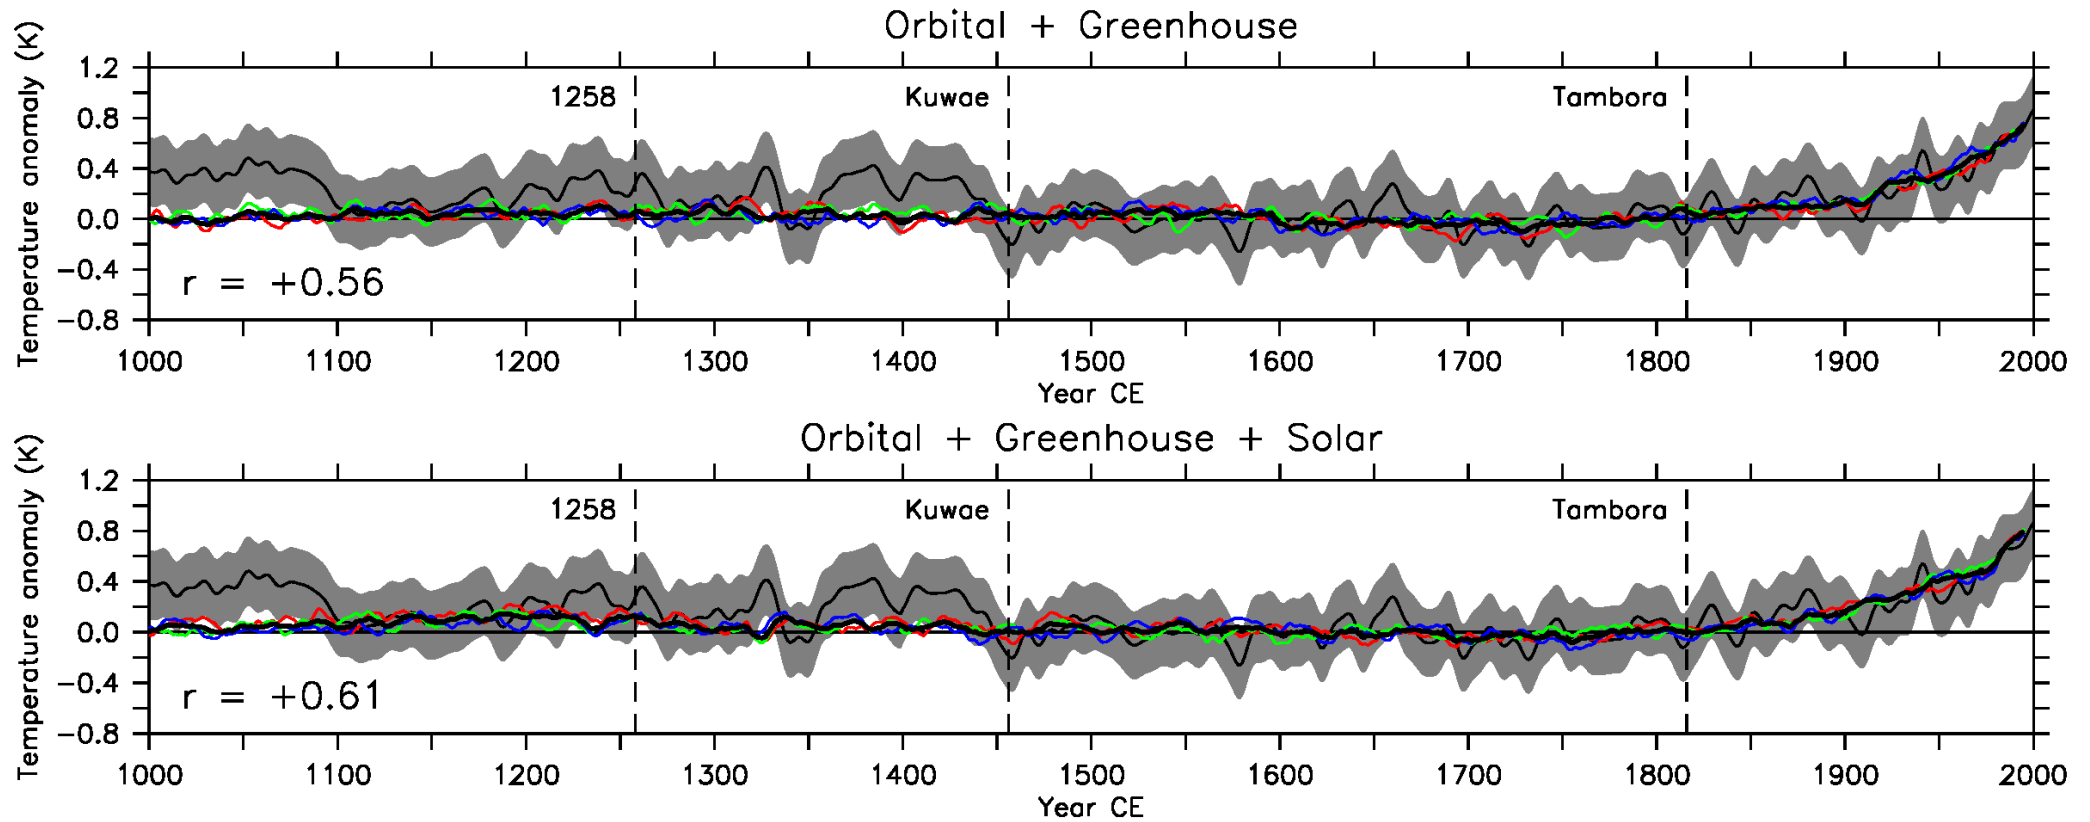 Orbital + Greenhouse
Temperature anomaly (K)
1.2
0.8
0.4
0.0
−0.4
−0.8
1258
Kuwae
Tambora
r = +0.56
1000 1100 1200 1300 1400 1500 1600 1700 1800 1900 2000
Year CE
Orbital + Greenhouse + Solar
Temperature anomaly (K)
1.2
0.8
0.4
0.0
−0.4
−0.8
1258
Kuwae
Tambora
r = +0.61
1000 1100 1200 1300 1400 1500 1600 1700 1800 1900 2000
Year CE